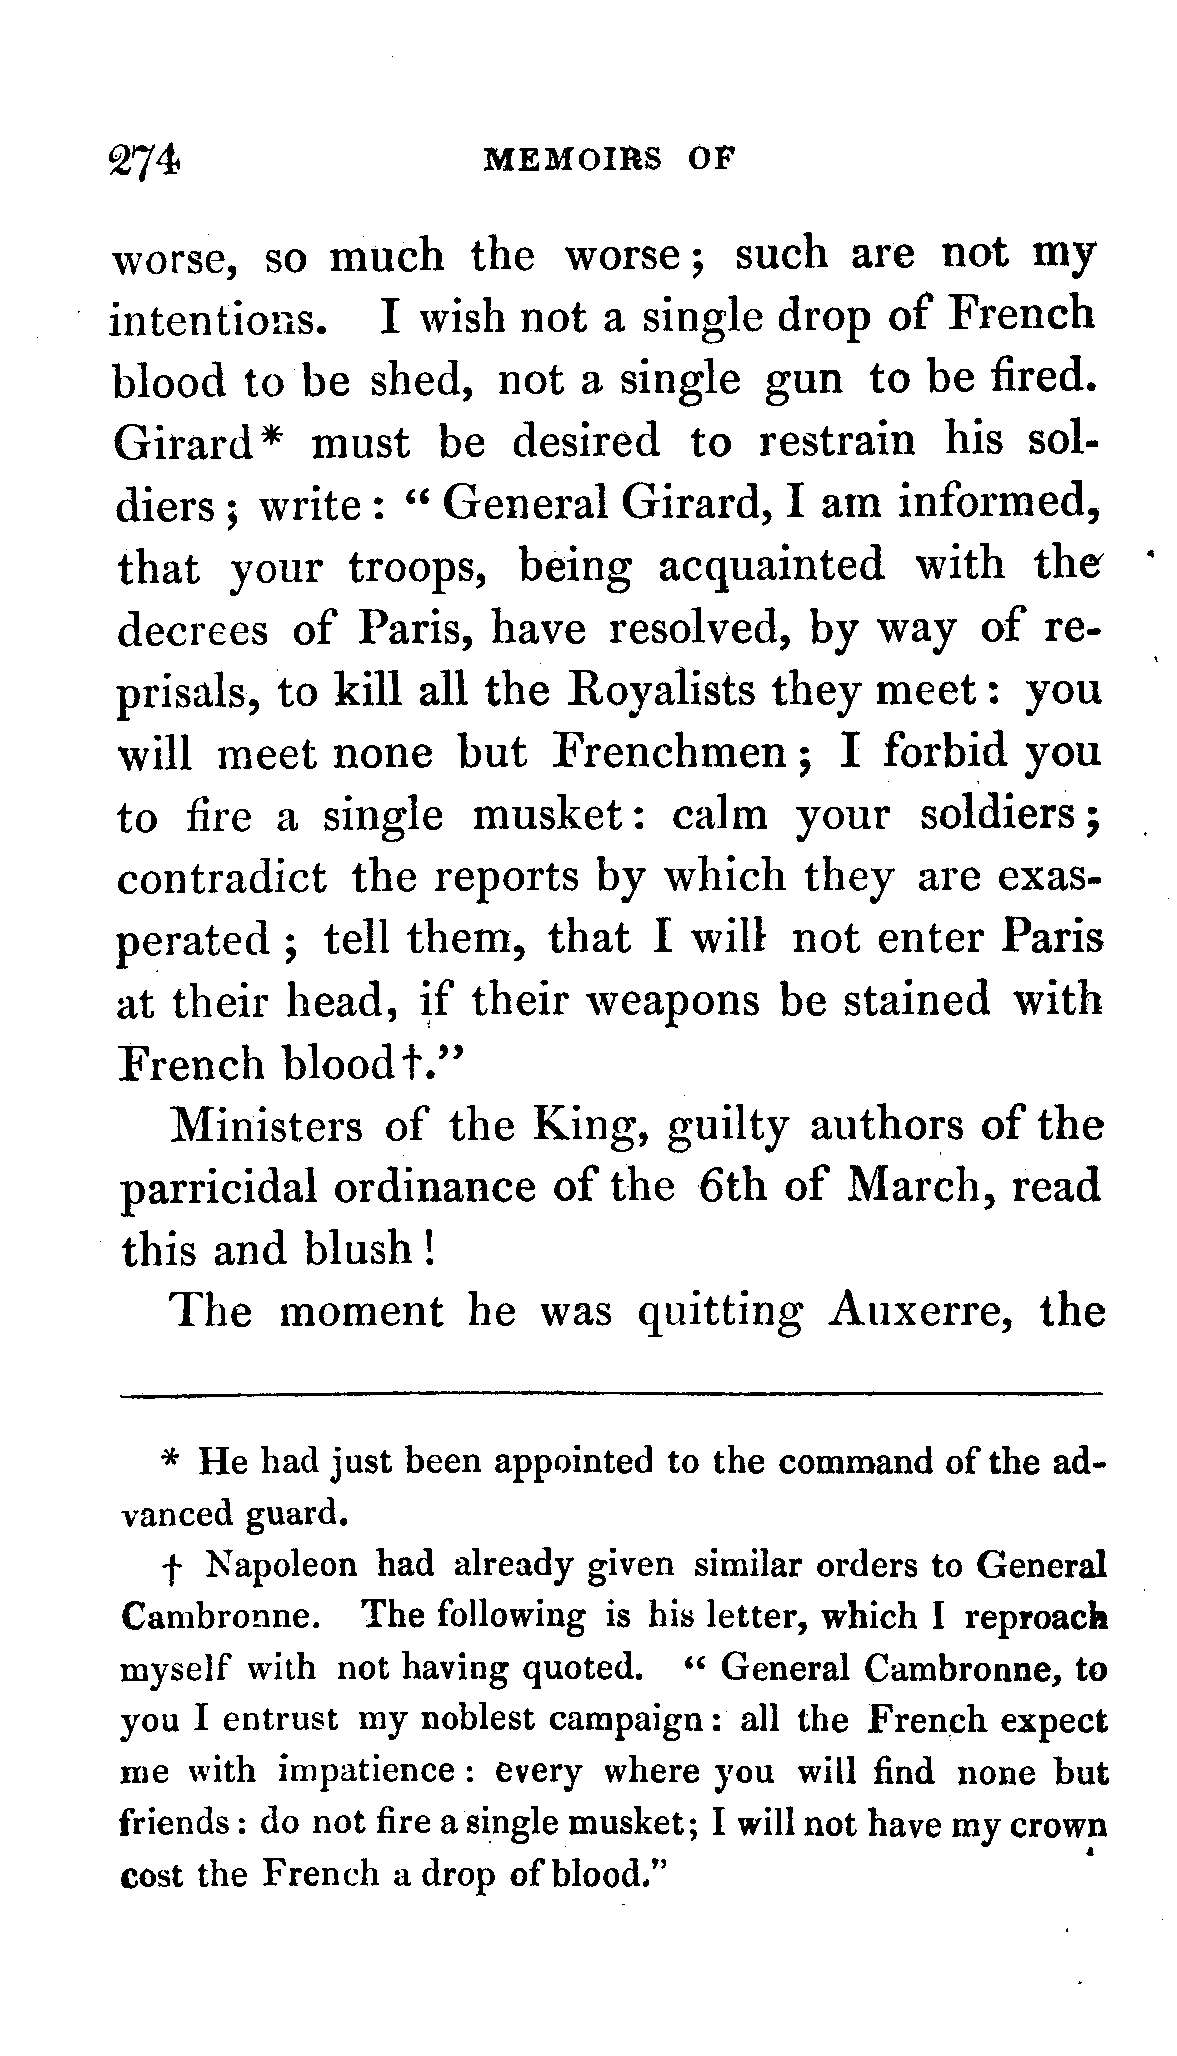 274 MEMOIRS OF
worse, so much the worse; such are not my
intentions. I wish not a single drop of French
blood to be shed, not a single gun to be fired.
Girard* must be desired to restrain his sol-
diers; write: “ General Girard, I am informed,
that your troops, being acquainted with the
decrees of Paris, have resolved, by way of re-
prisals, to kill all the Royalists they meet: you
will meet none but Frenchmen; I forbid you
to fire a single musket: calm your soldiers;
contradict the reports by which they are exas-
perated; tell them, that I will not enter Paris
at their head, if their weapons be stained with
French blood†.”
Ministers of the King, guilty authors of the
parricidal ordinance of the 6th of March, read
this and blush!
The moment he was quitting Auxerre, the
* He had just been appointed to the command of the ad-
vanced guard.
† Napoleon had already given similar orders to General
Cambronne. The following is his letter, which I reproach
myself with not having quoted. “ General Cambronne, to
you I entrust my noblest campaign: all the French expect
me with impatience: every where you will find none but
friends: do not fire a single musket; I will not have my crown
cost the French a drop of blood.”